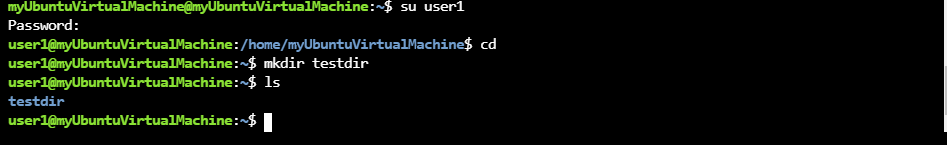 myUbuntuVirtualMachine@myUbuntuVirtualMachine:~$ su user1
Password:
user1@myUbuntuVirtualMachine:/home/myUbuntuVirtualMachine$ cd
user1@myUbuntuVirtualMachine:~$ mkdir testdir
user1@myUbuntuVirtualMachine:~$ ls
testdir
user1@myUbuntuVirtualMachine:~$